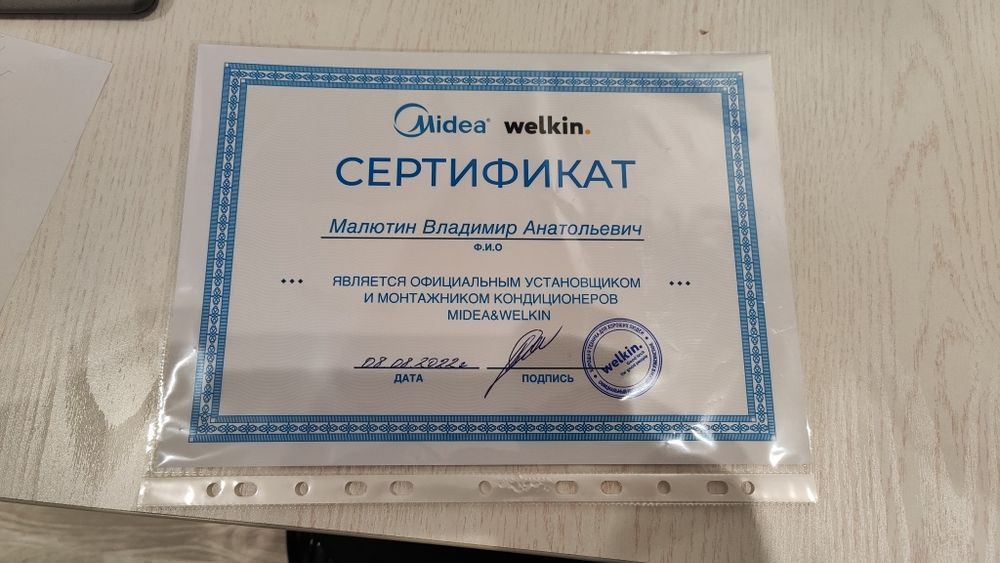 Midea welkin.
СЕРТИФИКАТ
Малютин Владимир Анатольевич
Ф.И.О
ЯВЛЯЕТСЯ ОФИЦИАЛЬНЫМ УСТАНОВЩИКОМ
И МОНТАЖНИКОМ КОНДИЦИОНЕРОВ
MIDEA&WELKIN
08.08.2022г
ДАТА
ПОДПИСЬ
welkin.